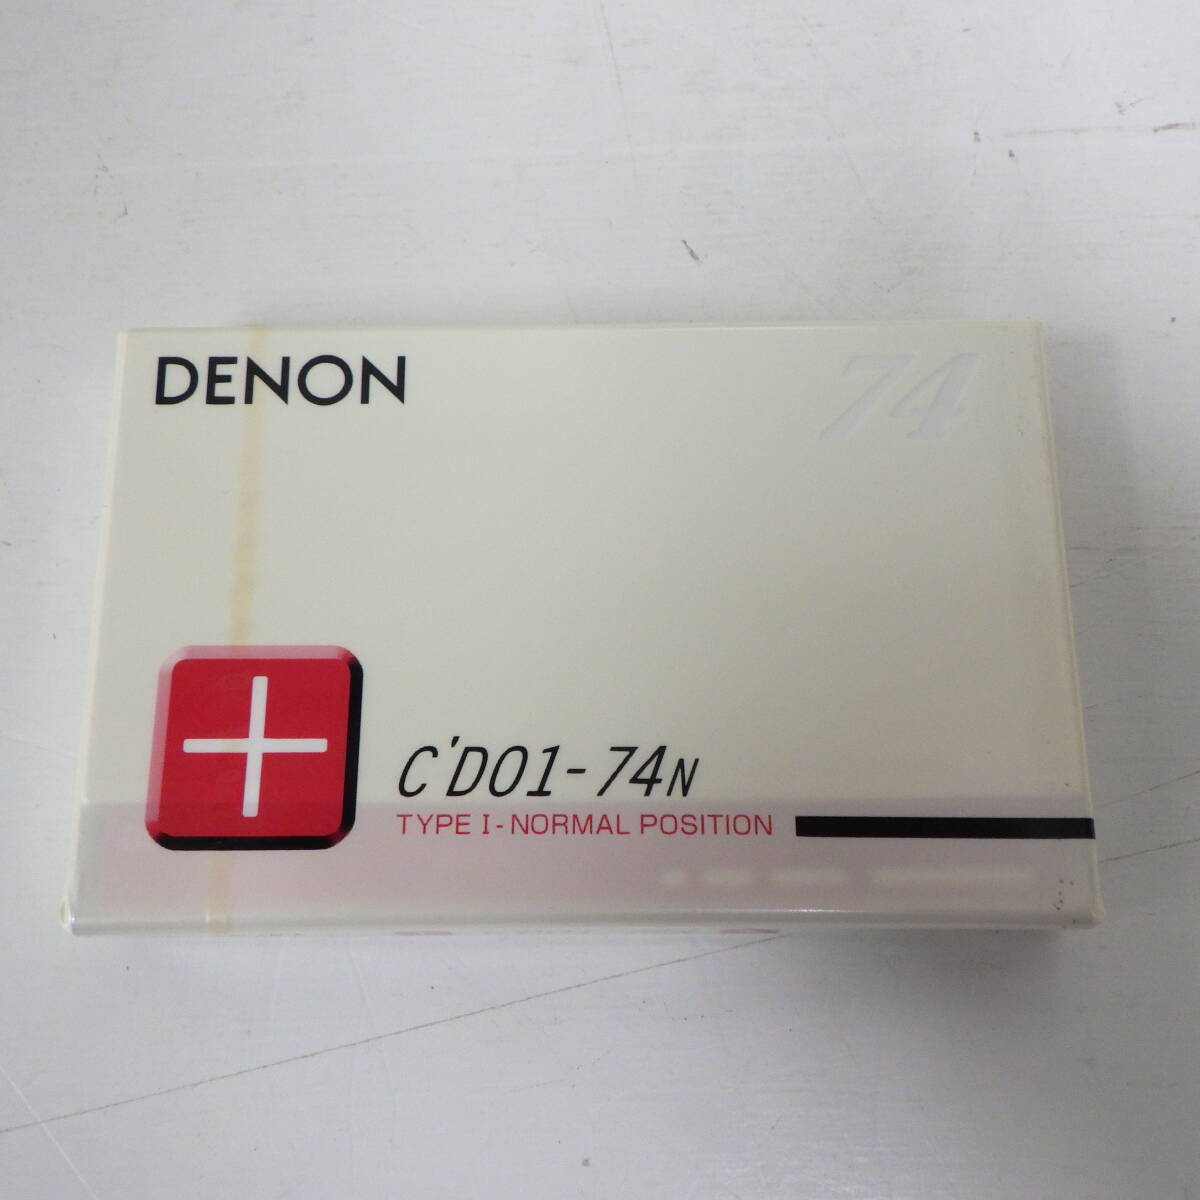 DENON
74
C'D01-74N
TYPE I-NORMAL POSITION